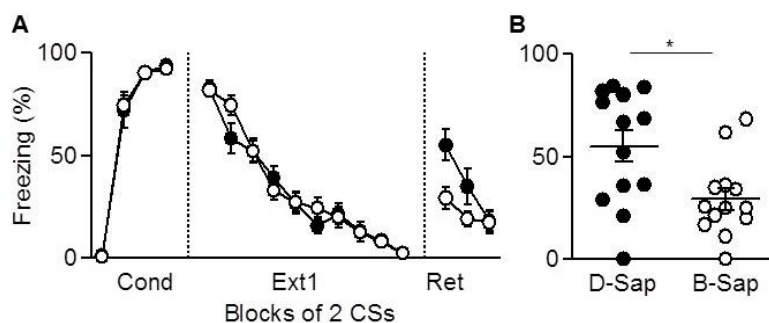 A
B
100
50
0
Freezing (%)
Cond
Ext1
Ret
Blocks of 2 CSs
*
100
50
0
D-Sap
B-Sap